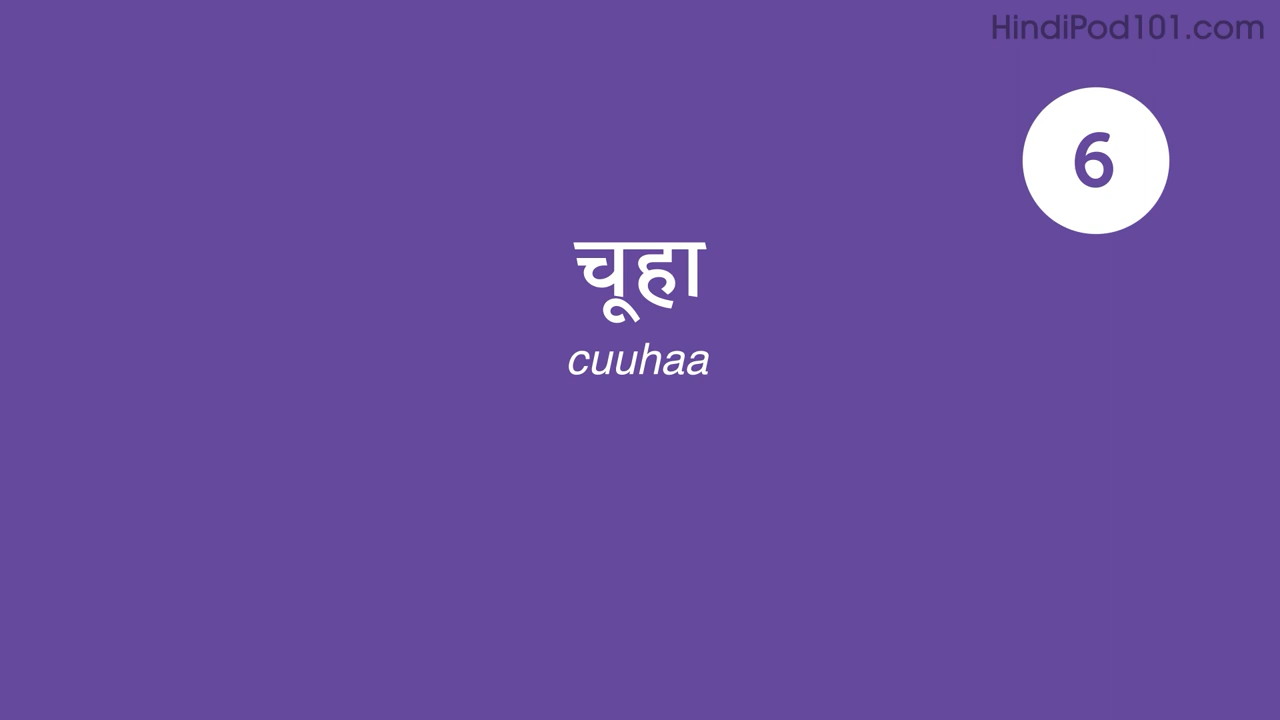 HindiPod101.com
6
चूहा
cuuhaa